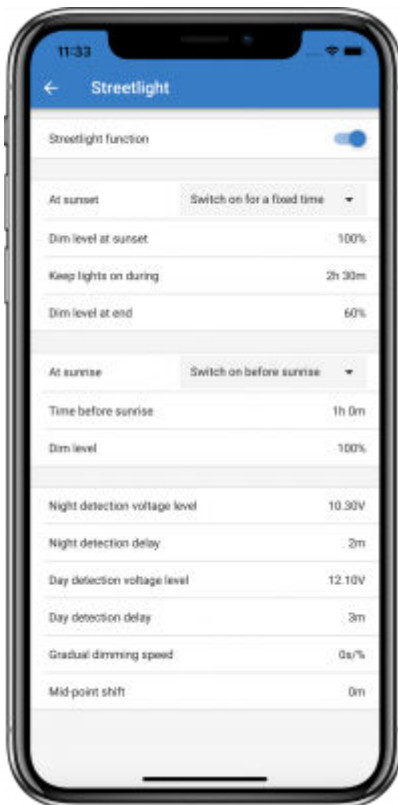 11:33
Streetlight
Streetlight function
At sunset Switch on for a fixed time
Dim level at sunset 100%
Keep lights on during 2h 30m
Dim level at end 60%
At sunrise Switch on before sunrise
Time before sunrise 1h 0m
Dim level 100%
Night detection voltage level 10.30V
Night detection delay 2m
Day detection voltage level 12.10V
Day detection delay 3m
Gradual dimming speed 0s/%
Mid-point shift 0m